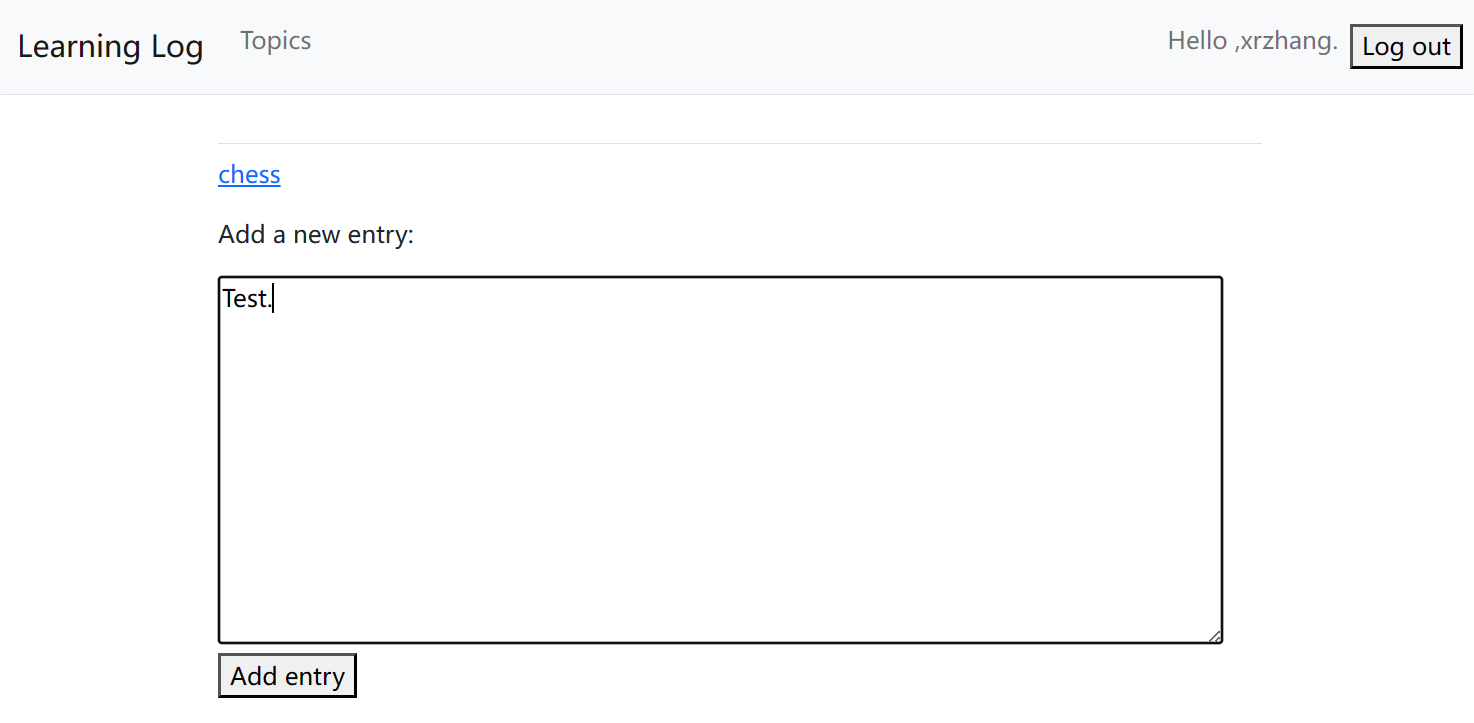 Learning Log Topics Hello ,xrzhang. Log out
chess
Add a new entry:
Test.
Add entry